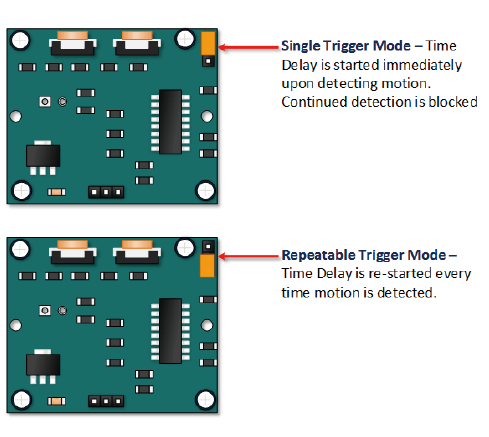 Single Trigger Mode – Time
Delay is started immediately
upon detecting motion.
Continued detection is blocked
Repeatable Trigger Mode –
Time Delay is re-started every
time motion is detected.